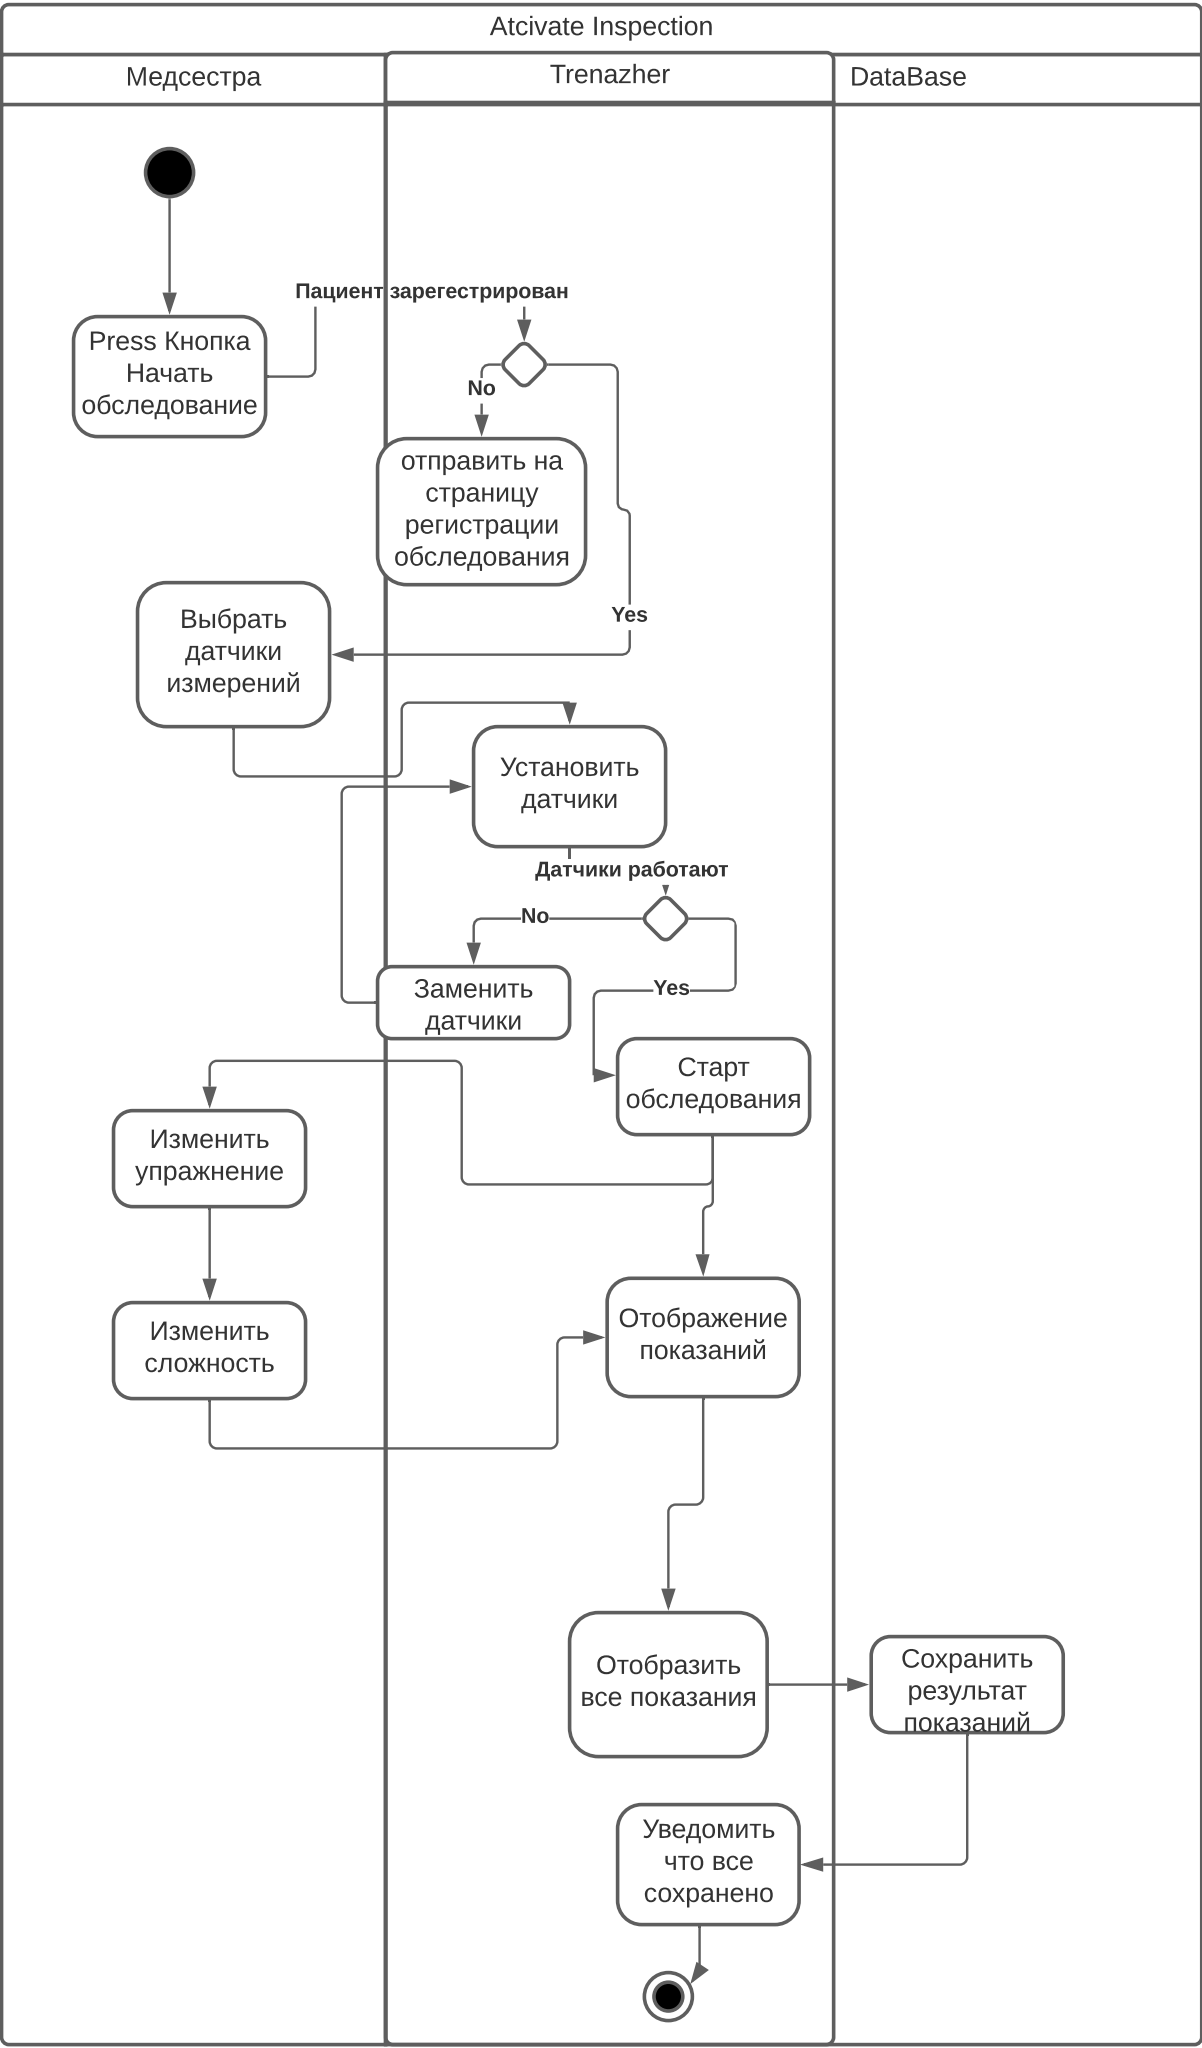 Atcivate Inspection
Медсестра
Trenazher
DataBase
Пациент зарегестрирован
Press Кнопка
Начать
обследование
No
отправить на
страницу
регистрации
обследования
Yes
Выбрать
датчики
измерений
Установить
датчики
Датчики работают
No
Yes
Заменить
датчики
Старт
обследования
Изменить
упражнение
Изменить
сложность
Отображение
показаний
Отобразить
все показания
Сохранить
результат
показаний
Уведомить
что все
сохранено